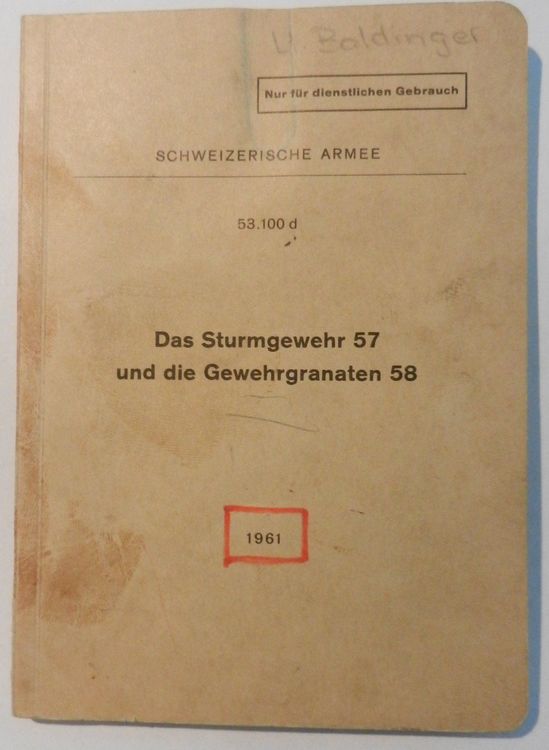 U. Baldinger
Nur für dienstlichen Gebrauch
SCHWEIZERISCHE ARMEE
53.100 d
Das Sturmgewehr 57
und die Gewehrgranaten 58
1961